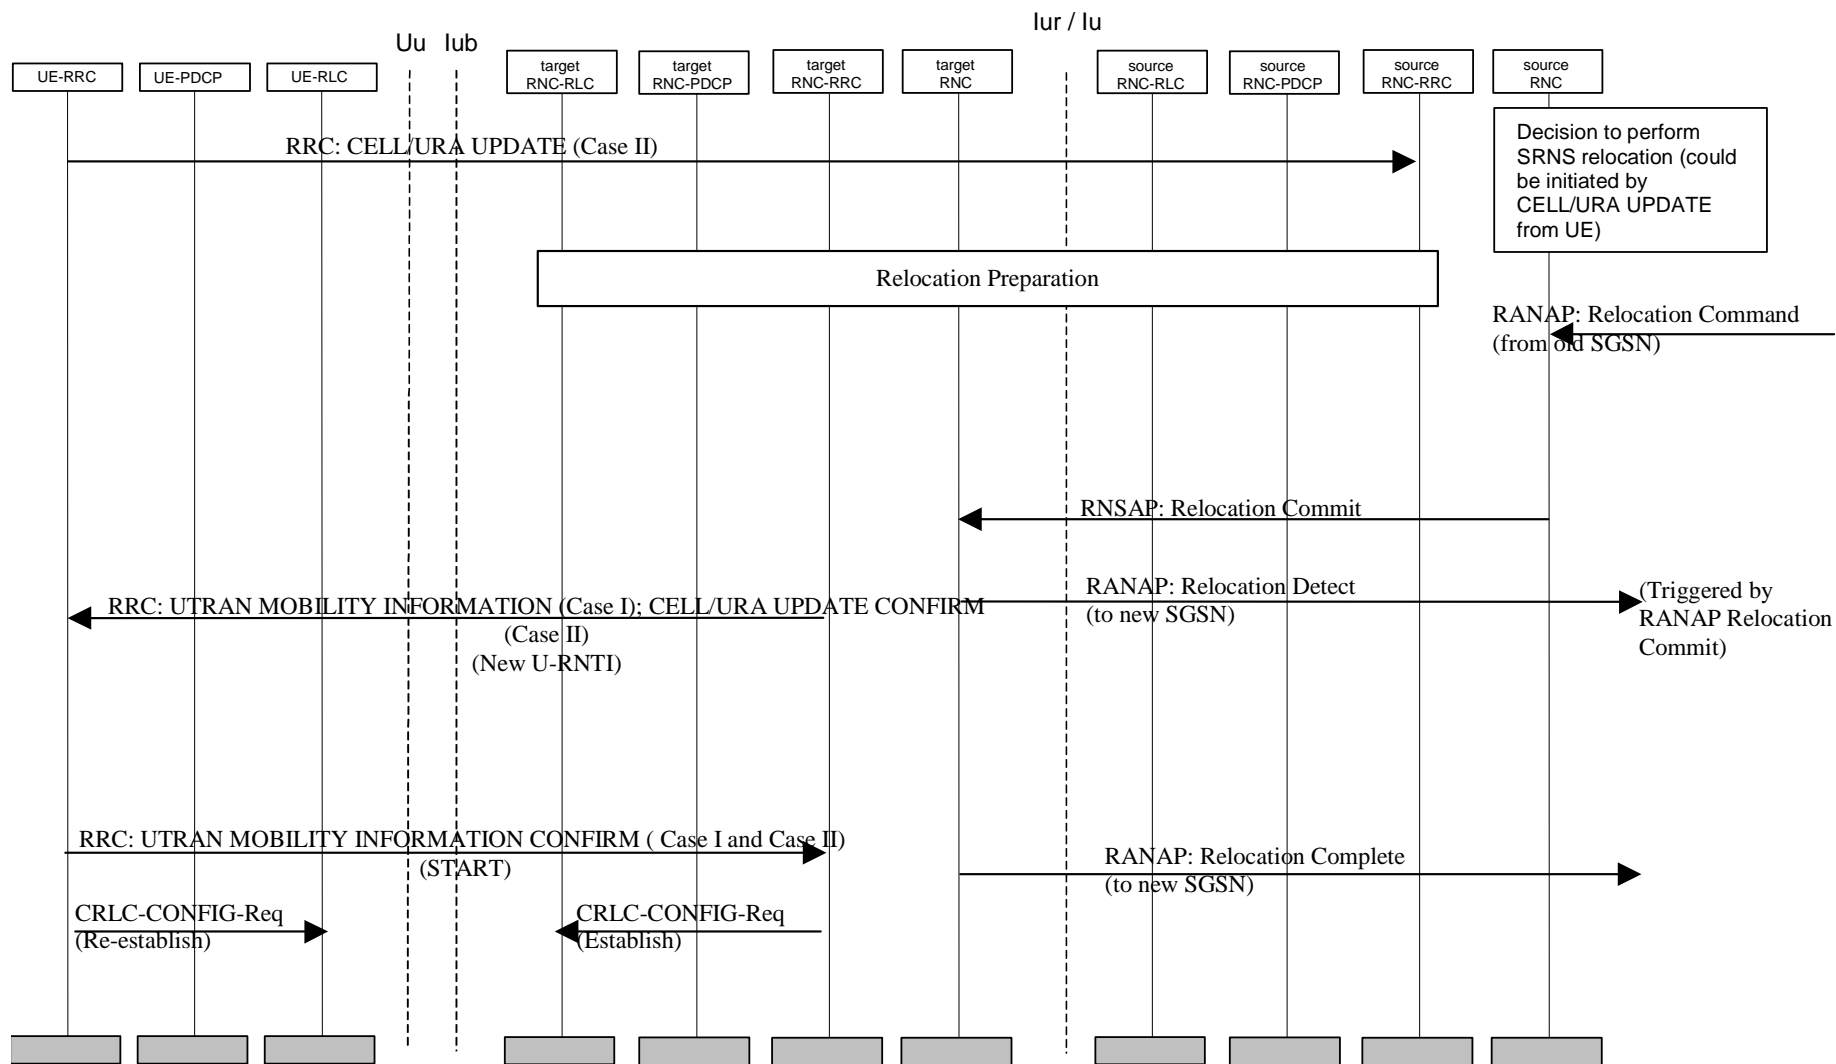 Iur / Iu
Uu Iub
UE-RRC
UE-PDCP
UE-RLC
target
RNC-RLC
target
RNC-PDCP
target
RNC-RRC
target
RNC
source
RNC-RLC
source
RNC-PDCP
source
RNC-RRC
source
RNC
RRC: CELL/URA UPDATE (Case II)
Decision to perform
SRNS relocation (could
be initiated by
CELL/URA UPDATE
from UE)
Relocation Preparation
RANAP: Relocation Command
(from old SGSN)
RNSAP: Relocation Commit
RANAP: Relocation Detect
(to new SGSN)
(Triggered by
RANAP Relocation
Commit)
RRC: UTRAN MOBILITY INFORMATION (Case I); CELL/URA UPDATE CONFIRM
(Case II)
(New U-RNTI)
RRC: UTRAN MOBILITY INFORMATION CONFIRM ( Case I and Case II)
(START)
RANAP: Relocation Complete
(to new SGSN)
CRLC-CONFIG-Req
(Re-establish)
CRLC-CONFIG-Req
(Establish)